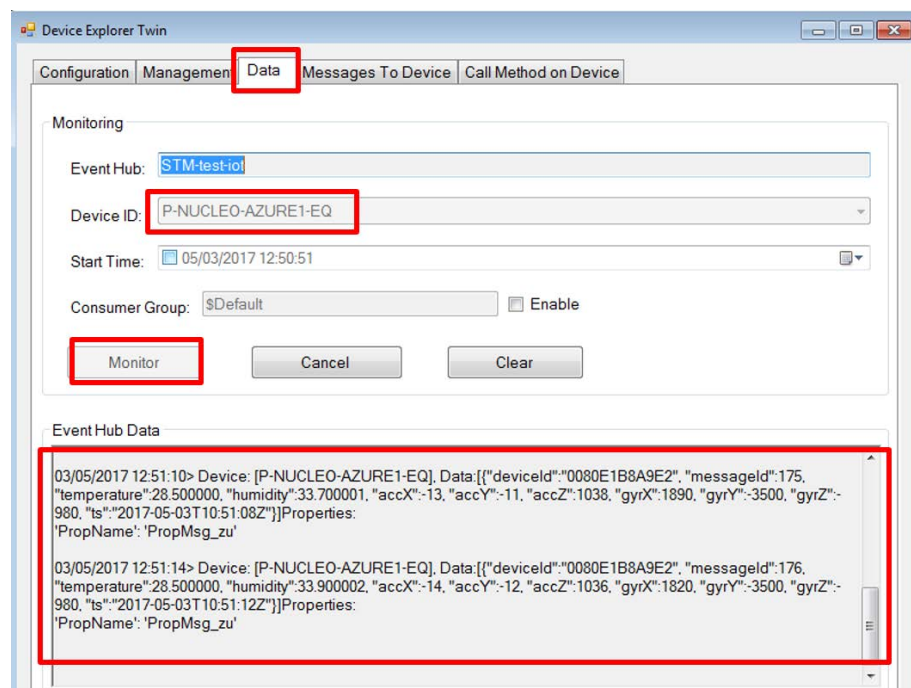 Device Explorer Twin
Configuration Management Data Messages To Device Call Method on Device
Monitoring
Event Hub: STM-test-iot
Device ID: P-NUCLEO-AZURE1-EQ
Start Time: 05/03/2017 12:50:51
Consumer Group: $Default Enable
Monitor Cancel Clear
Event Hub Data
03/05/2017 12:51:10> Device: [P-NUCLEO-AZURE1-EQ], Data:[{"deviceId":"0080E1B8A9E2", "messageId":175,
"temperature":28.500000, "humidity":33.700001, "accX":-13, "accY":-11, "accZ":1038, "gyrX":1890, "gyrY":-3500, "gyrZ":-
980, "ts":"2017-05-03T10:51:08Z"}]Properties:
'PropName': 'PropMsg_zu'
03/05/2017 12:51:14> Device: [P-NUCLEO-AZURE1-EQ], Data:[{"deviceId":"0080E1B8A9E2", "messageId":176,
"temperature":28.500000, "humidity":33.900002, "accX":-14, "accY":-12, "accZ":1036, "gyrX":1820, "gyrY":-3500, "gyrZ":-
980, "ts":"2017-05-03T10:51:12Z"}]Properties:
'PropName': 'PropMsg_zu'